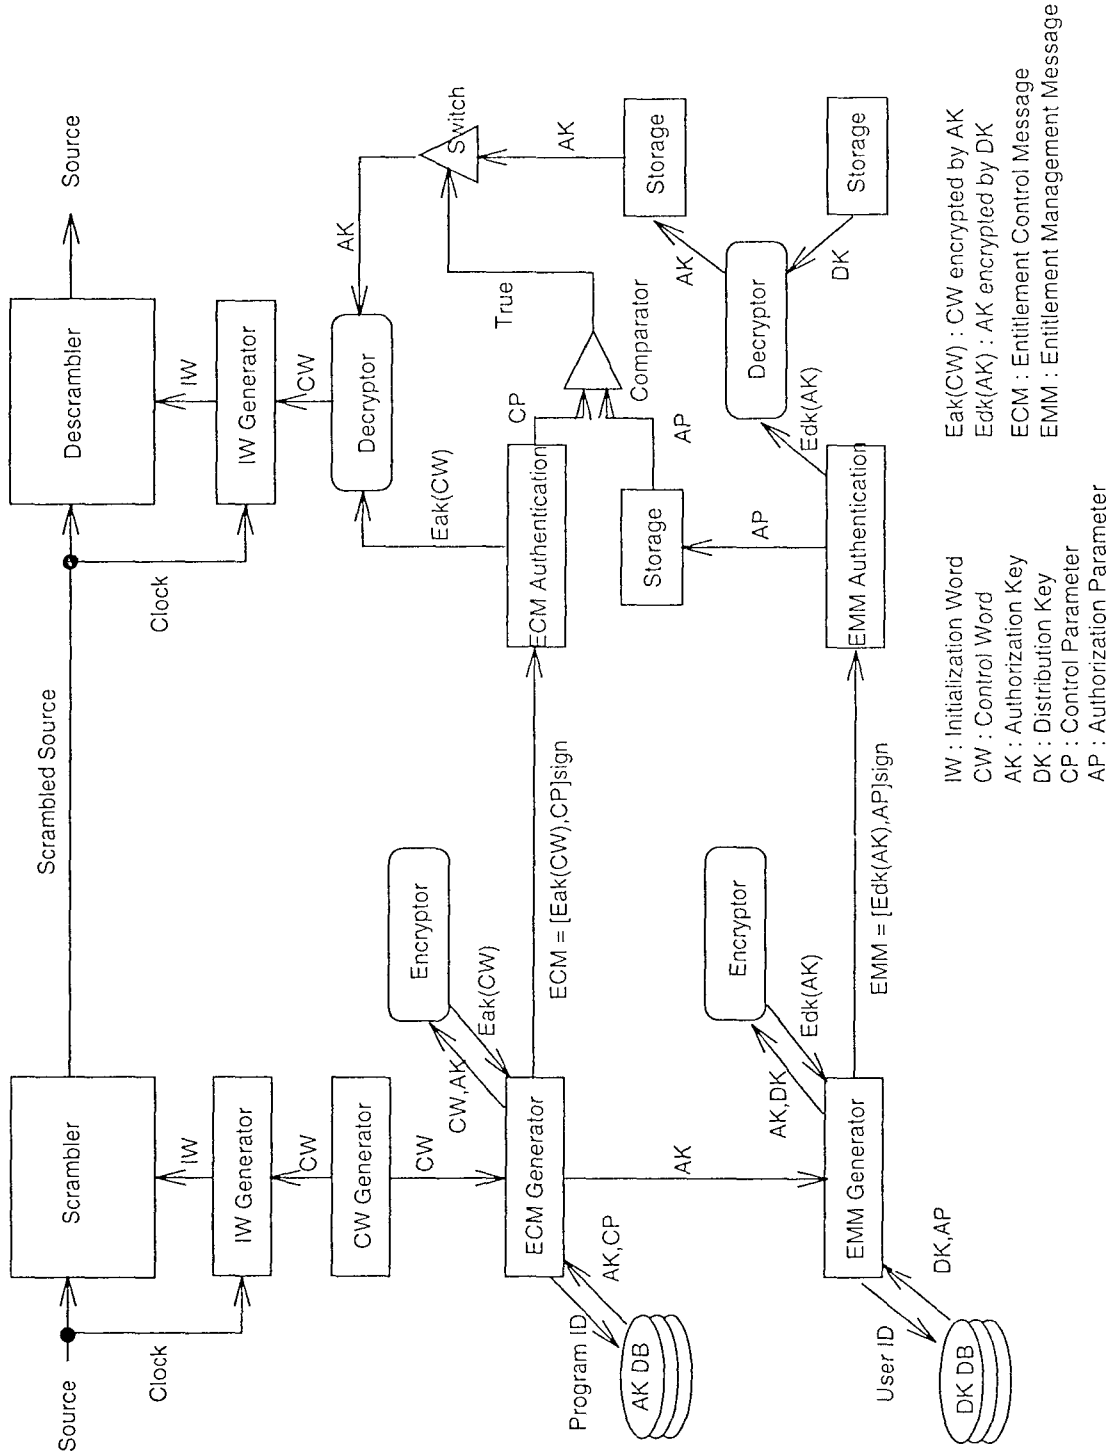 Source
Clock
Scrambler
IW
IW Generator
CW
CW Generator
CW
ECM Generator
CW,AK
Eak(CW)
Encryptor
Program ID
AK,CP
AK DB
AK
EMM Generator
AK,DK
Edk(AK)
Encryptor
User ID
DK,AP
DK DB
Scrambled Source
ECM = [Eak(CW),CP]sign
EMM = [Edk(AK),AP]sign
Clock
Descrambler
Source
IW
IW Generator
CW
Decryptor
AK
Eak(CW)
ECM Authentication
CP
True
Switch
Comparator
AP
Storage
AP
AK
Storage
AK
EMM Authentication
Edk(AK)
Decryptor
DK
Storage
IW : Initialization Word
CW : Control Word
AK : Authorization Key
DK : Distribution Key
CP : Control Parameter
AP : Authorization Parameter
Eak(CW) : CW encrypted by AK
Edk(AK) : AK encrypted by DK
ECM : Entitlement Control Message
EMM : Entitlement Management Message